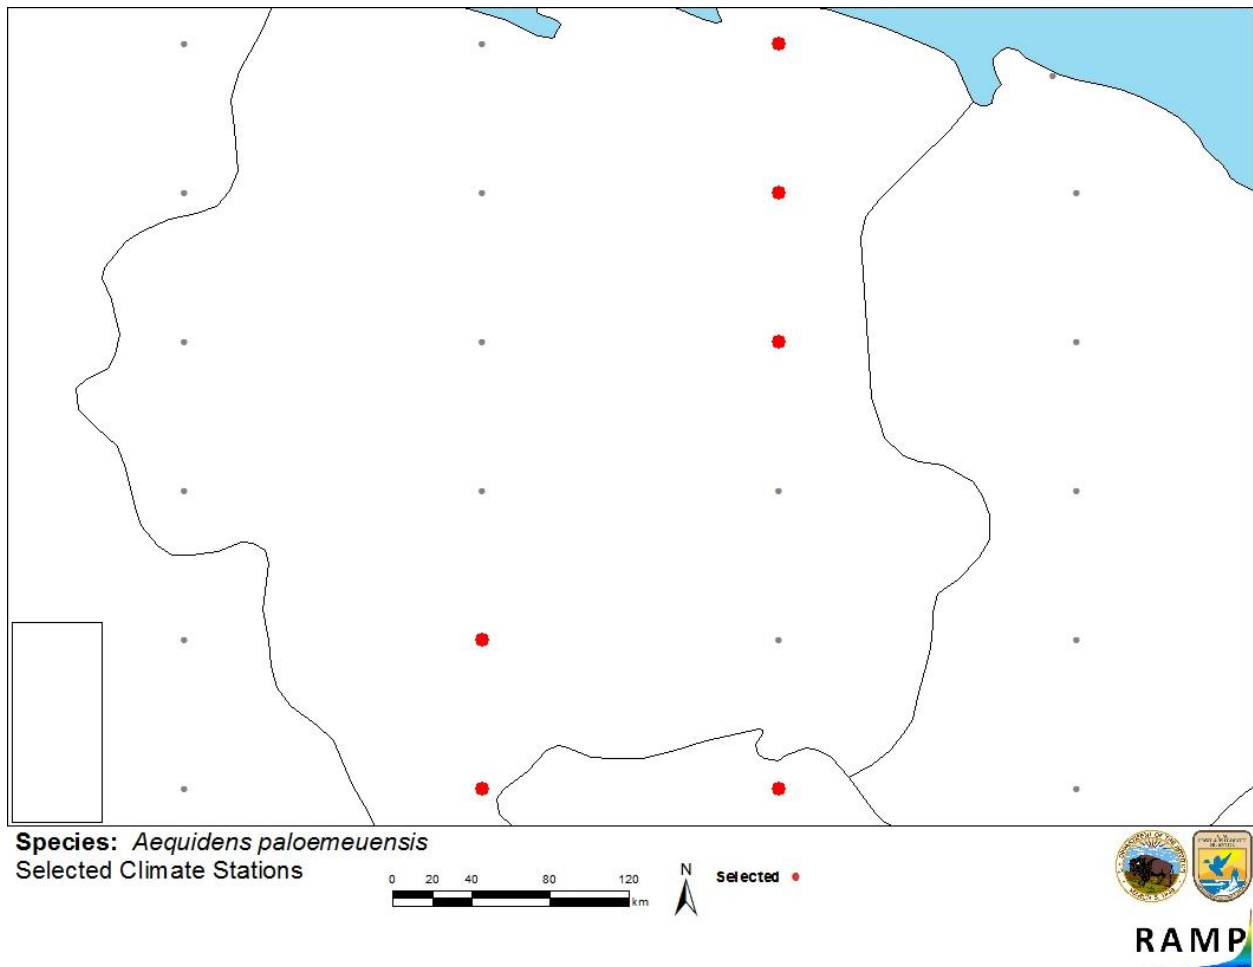 Species: Aequidens paloemeuensis
Selected Climate Stations
0 20 40 80 120
km
N
Selected
RAMP